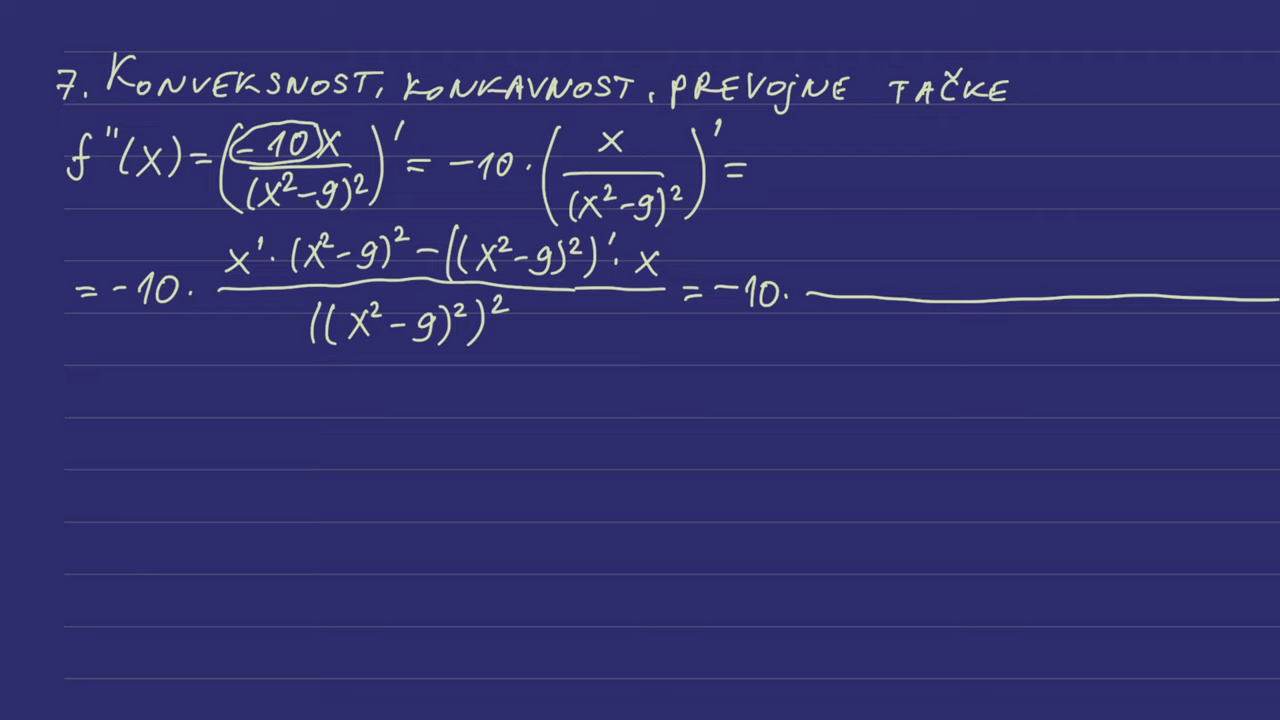 7. KONVEKSNOST, KONKAVNOST, PREVOJNE TAČKE
f''(x) = (-10x / (x²-9)²)' = -10 · (x / (x²-9)²)' =
= -10 · (x' · (x²-9)² - ((x²-9)²)' · x) / ((x²-9)²)² = -10 ·